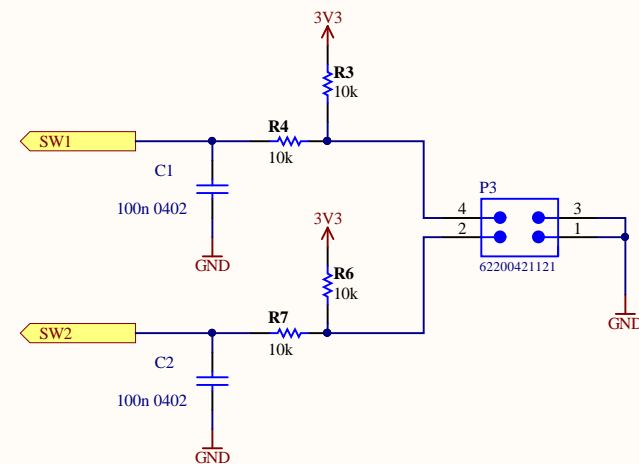 3V3
R3
10k
R4
SW1
10k
C1
100n 0402
GND
P3
4
3
2
1
62200421121
3V3
R6
10k
GND
R7
SW2
10k
C2
100n 0402
GND